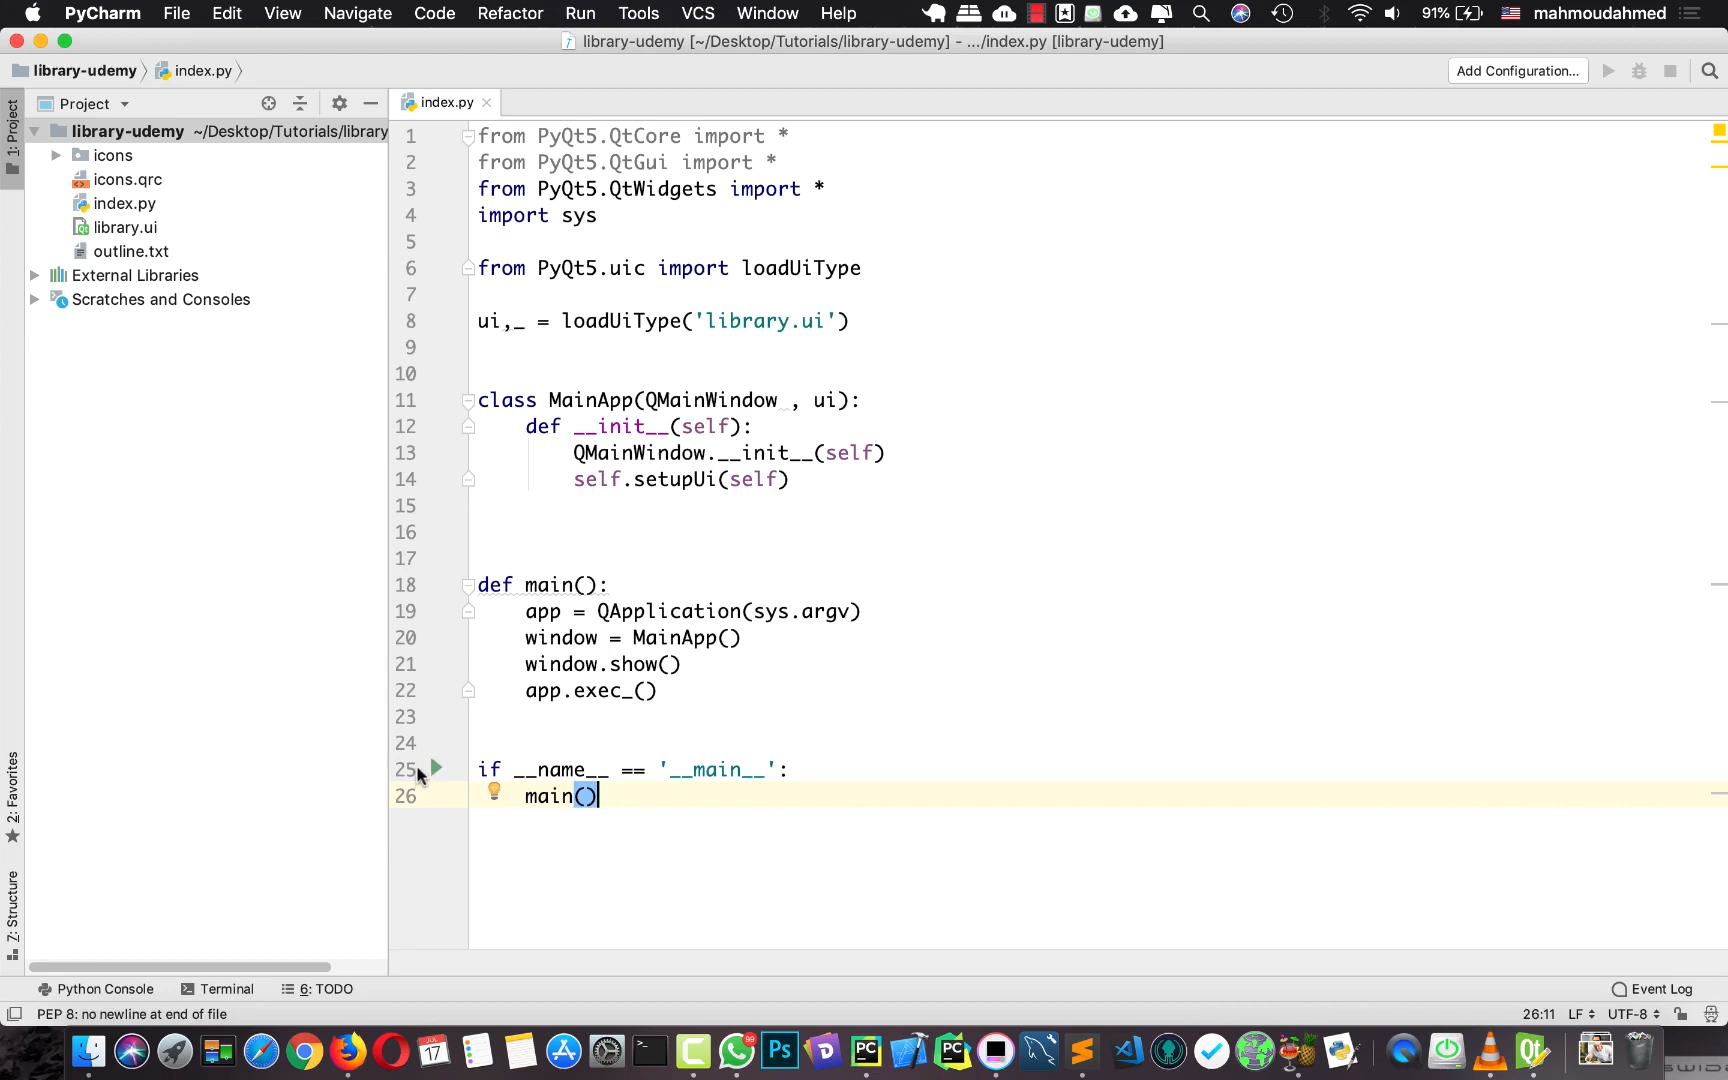 PyCharm File Edit View Navigate Code Refactor Run Tools VCS Window Help 91% mahmoudahmed
library-udemy [~/Desktop/Tutorials/library-udemy] - .../index.py [library-udemy]
library-udemy index.py Add Configuration...
1: Project
Project
index.py
library-udemy ~/Desktop/Tutorials/library
icons
icons.qrc
index.py
library.ui
outline.txt
External Libraries
Scratches and Consoles
1 from PyQt5.QtCore import *
2 from PyQt5.QtGui import *
3 from PyQt5.QtWidgets import *
4 import sys
5
6 from PyQt5.uic import loadUiType
7
8 ui,_ = loadUiType('library.ui')
9
10
11 class MainApp(QMainWindow , ui):
12 def __init__(self):
13 QMainWindow.__init__(self)
14 self.setupUi(self)
15
16
17
18 def main():
19 app = QApplication(sys.argv)
20 window = MainApp()
21 window.show()
22 app.exec_()
23
24
25 if __name__ == '__main__':
26 main()
2: Favorites
7: Structure
Python Console Terminal 6: TODO Event Log
PEP 8: no newline at end of file 26:11 LF UTF-8
JUL
17
99
Ps
D
PC
PC
Qt